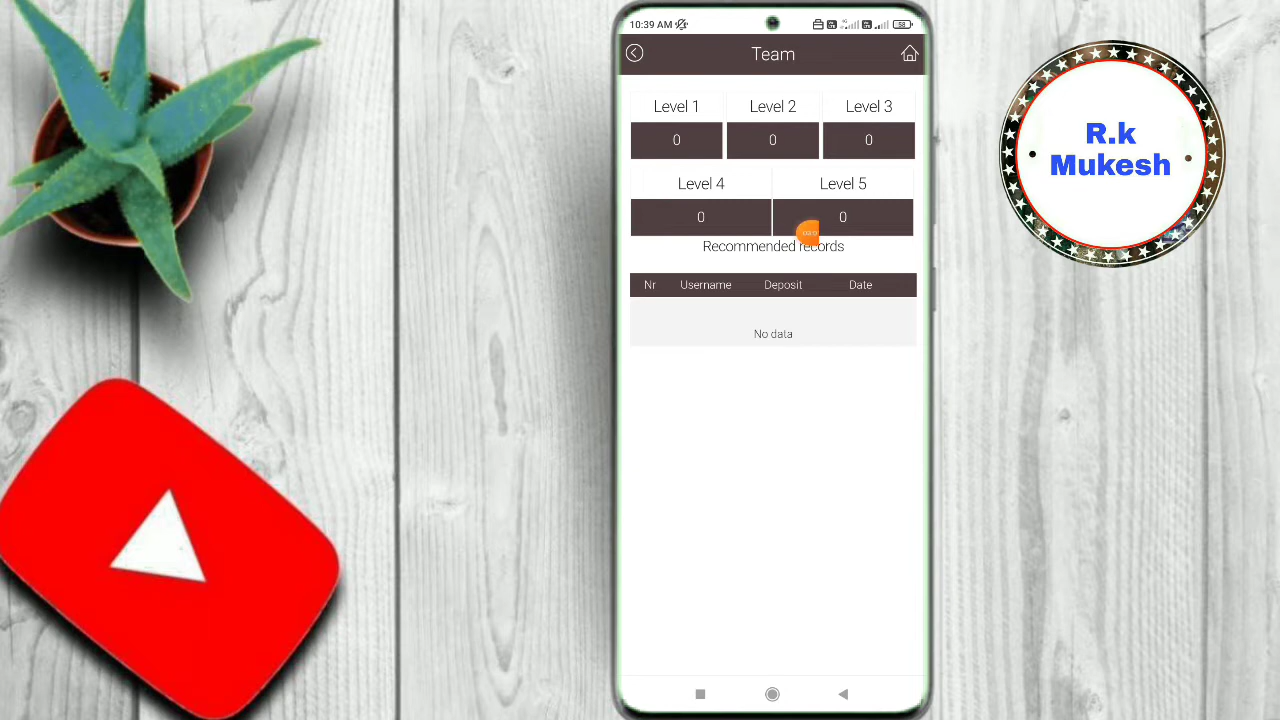 10:39 AM
58
Team
Level 1 Level 2 Level 3
0 0 0
Level 4 Level 5
0 0
Recommended records
Nr Username Deposit Date
No data
R.k
Mukesh